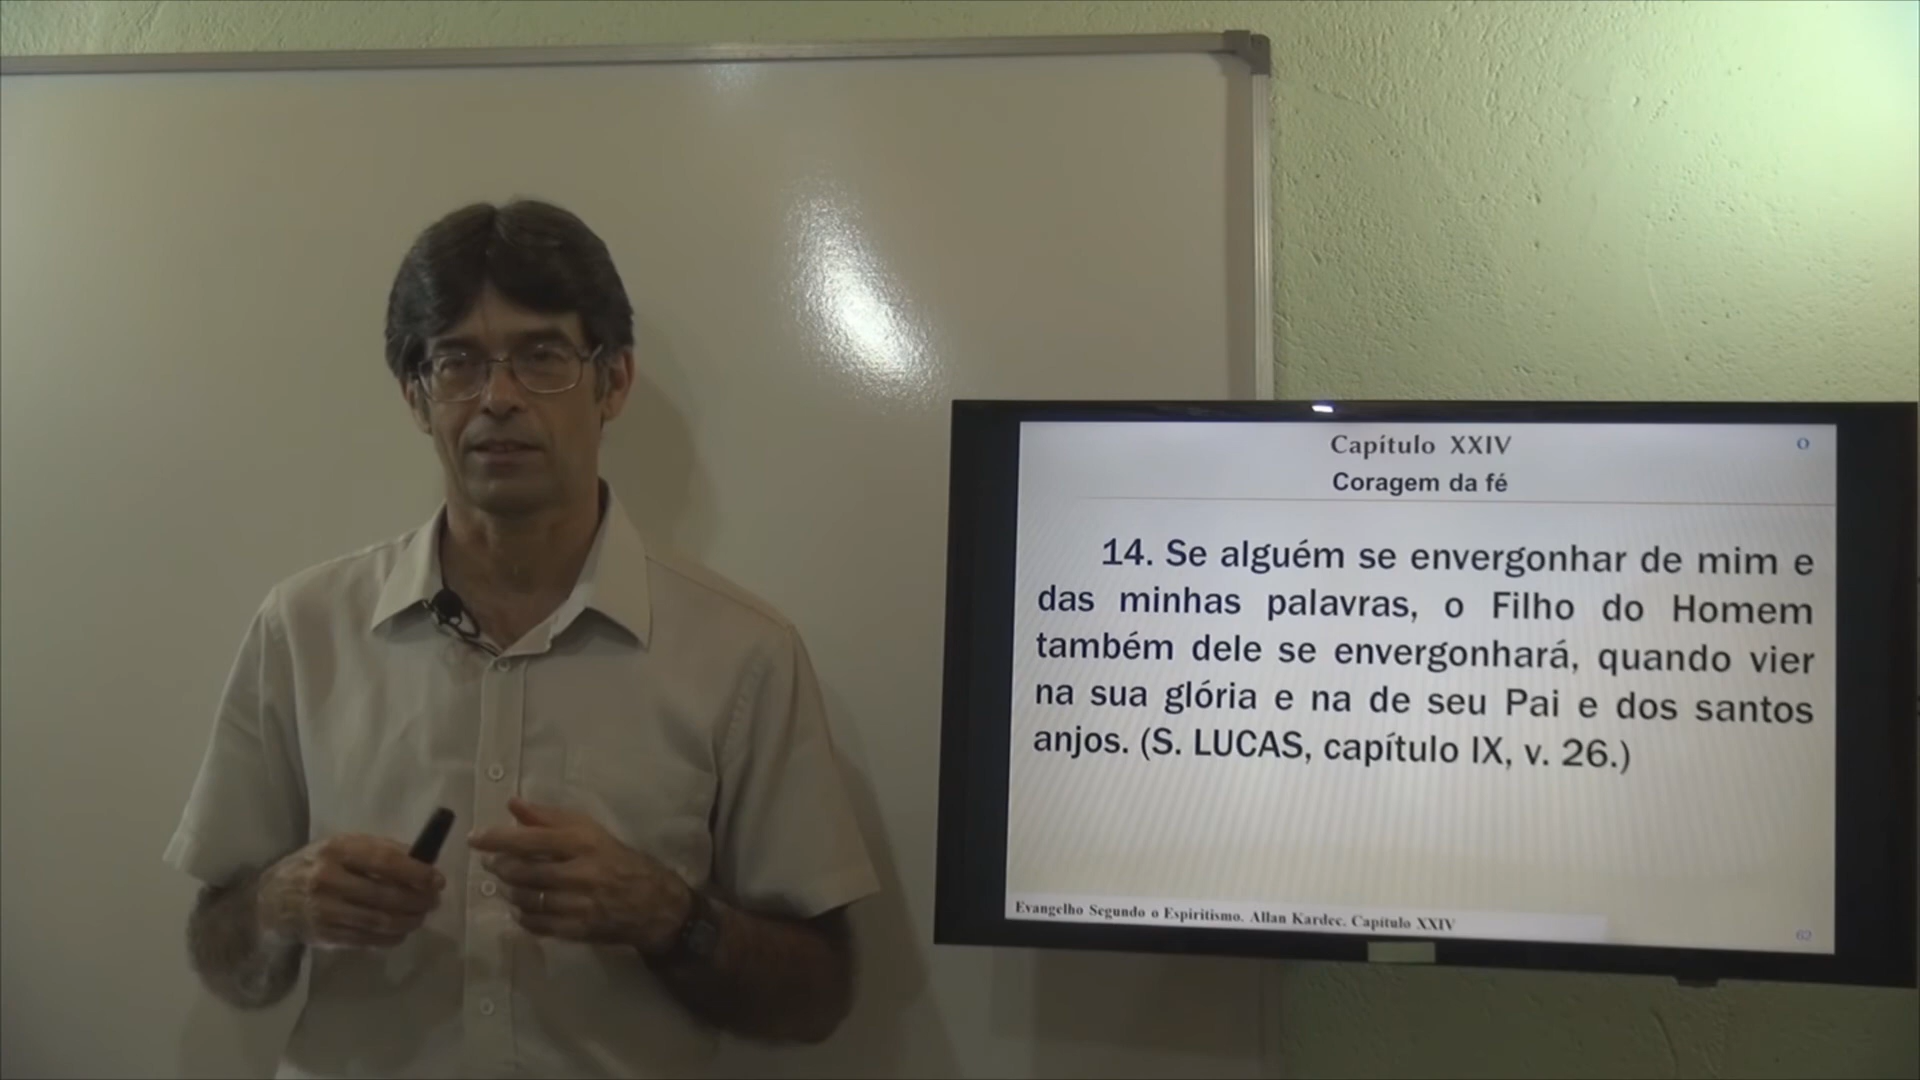 Capítulo XXIV
Coragem da fé
14. Se alguém se envergonhar de mim e
das minhas palavras, o Filho do Homem
também dele se envergonhará, quando vier
na sua glória e na de seu Pai e dos santos
anjos. (S. LUCAS, capítulo IX, v. 26.)
Evangelho Segundo o Espiritismo. Allan Kardec. Capítulo XXIV
62